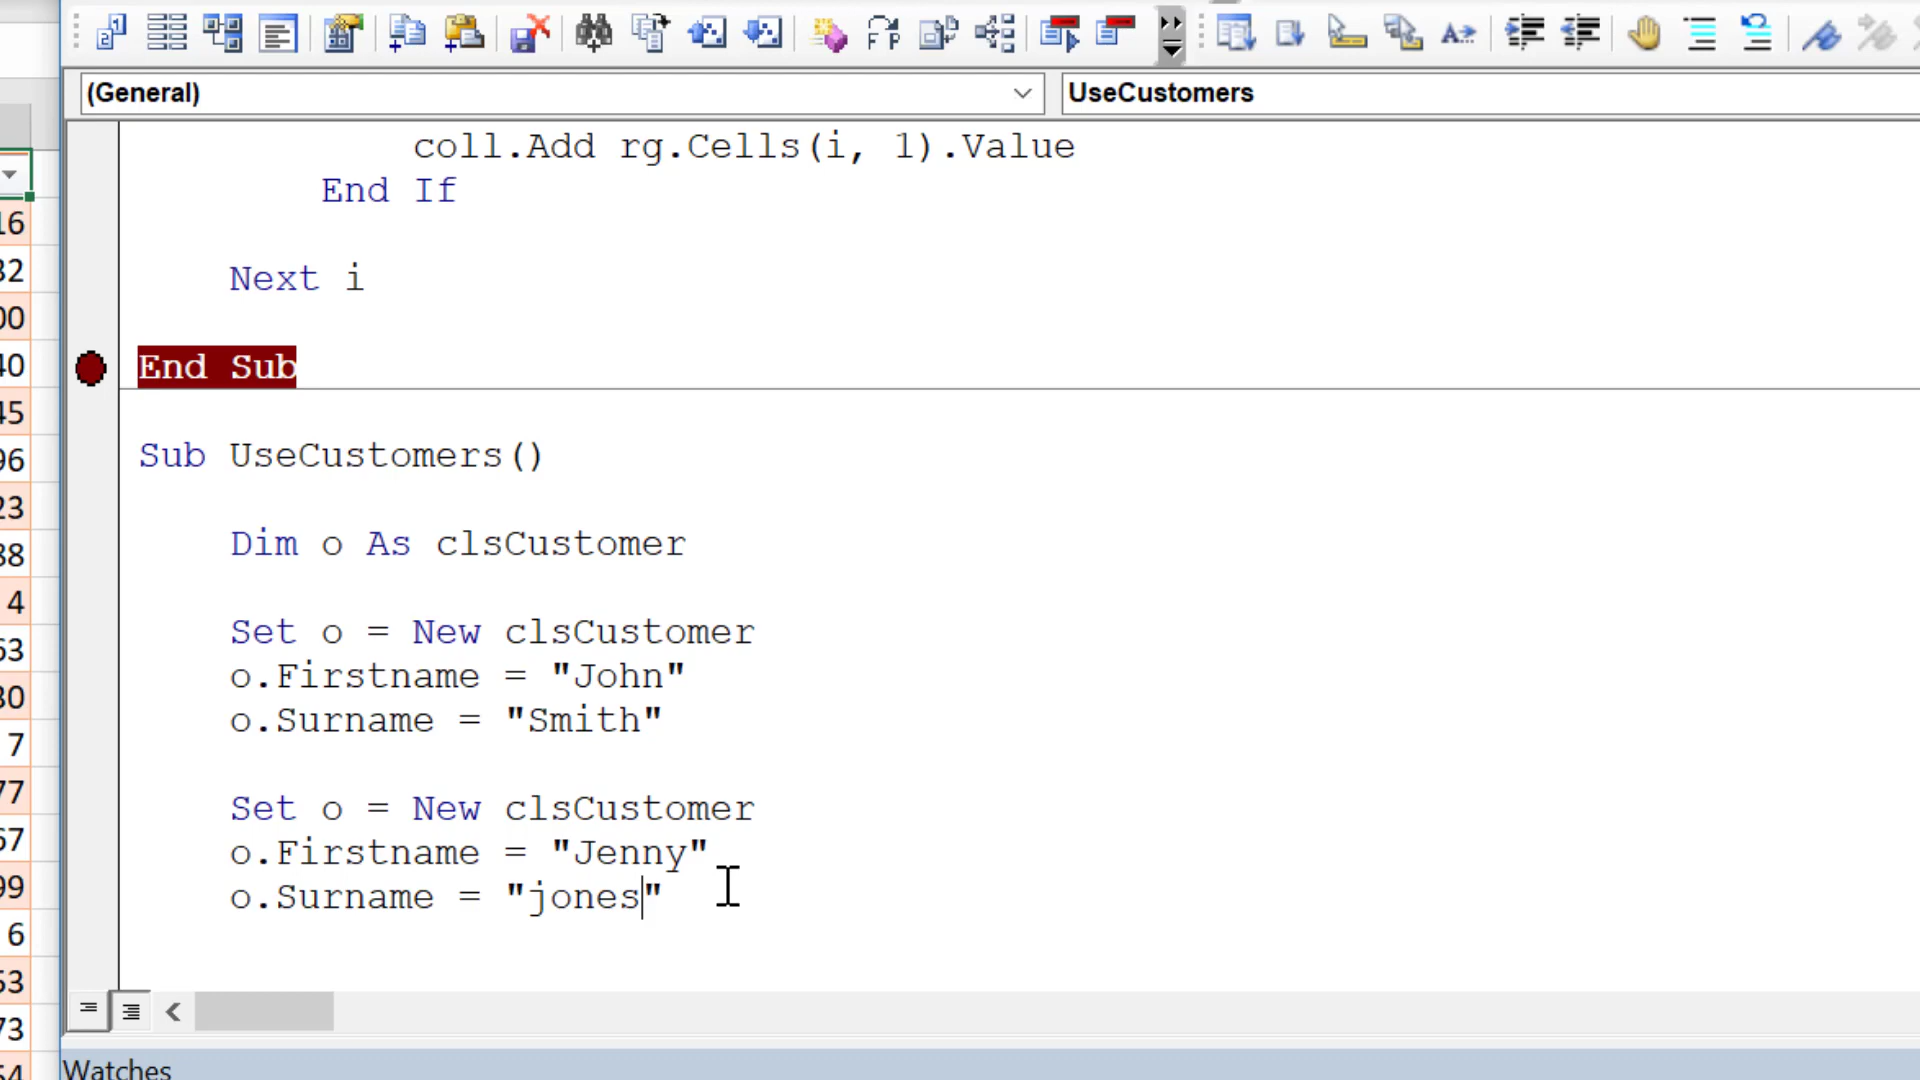 (General)
UseCustomers
coll.Add rg.Cells(i, 1).Value
End If
Next i
End Sub
Sub UseCustomers()
Dim o As clsCustomer
Set o = New clsCustomer
o.Firstname = "John"
o.Surname = "Smith"
Set o = New clsCustomer
o.Firstname = "Jenny"
o.Surname = "jones"
Watches